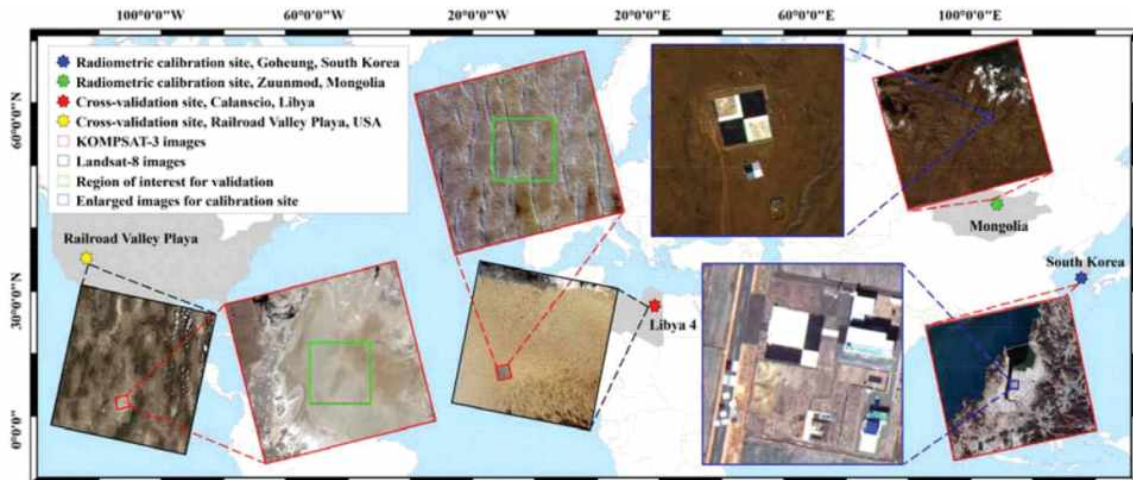 100°0'0"W 60°0'0"W 20°0'0"W 20°0'0"E 60°0'0"E 100°0'0"E
Radiometric calibration site, Goheung, South Korea
Radiometric calibration site, Zuunmod, Mongolia
Cross-validation site, Calanscio, Libya
Cross-validation site, Railroad Valley Playa, USA
KOMPSAT-3 images
Landsat-8 images
Region of interest for validation
Enlarged images for calibration site
60°0'0"N
30°0'0"N
0°0'0"
Railroad Valley Playa
Mongolia
South Korea
Libya 4